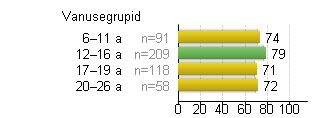 Vanusegrupid
6–11 a n=91 74
12–16 a n=209 79
17–19 a n=118 71
20–26 a n=58 72
0 20 40 60 80 100